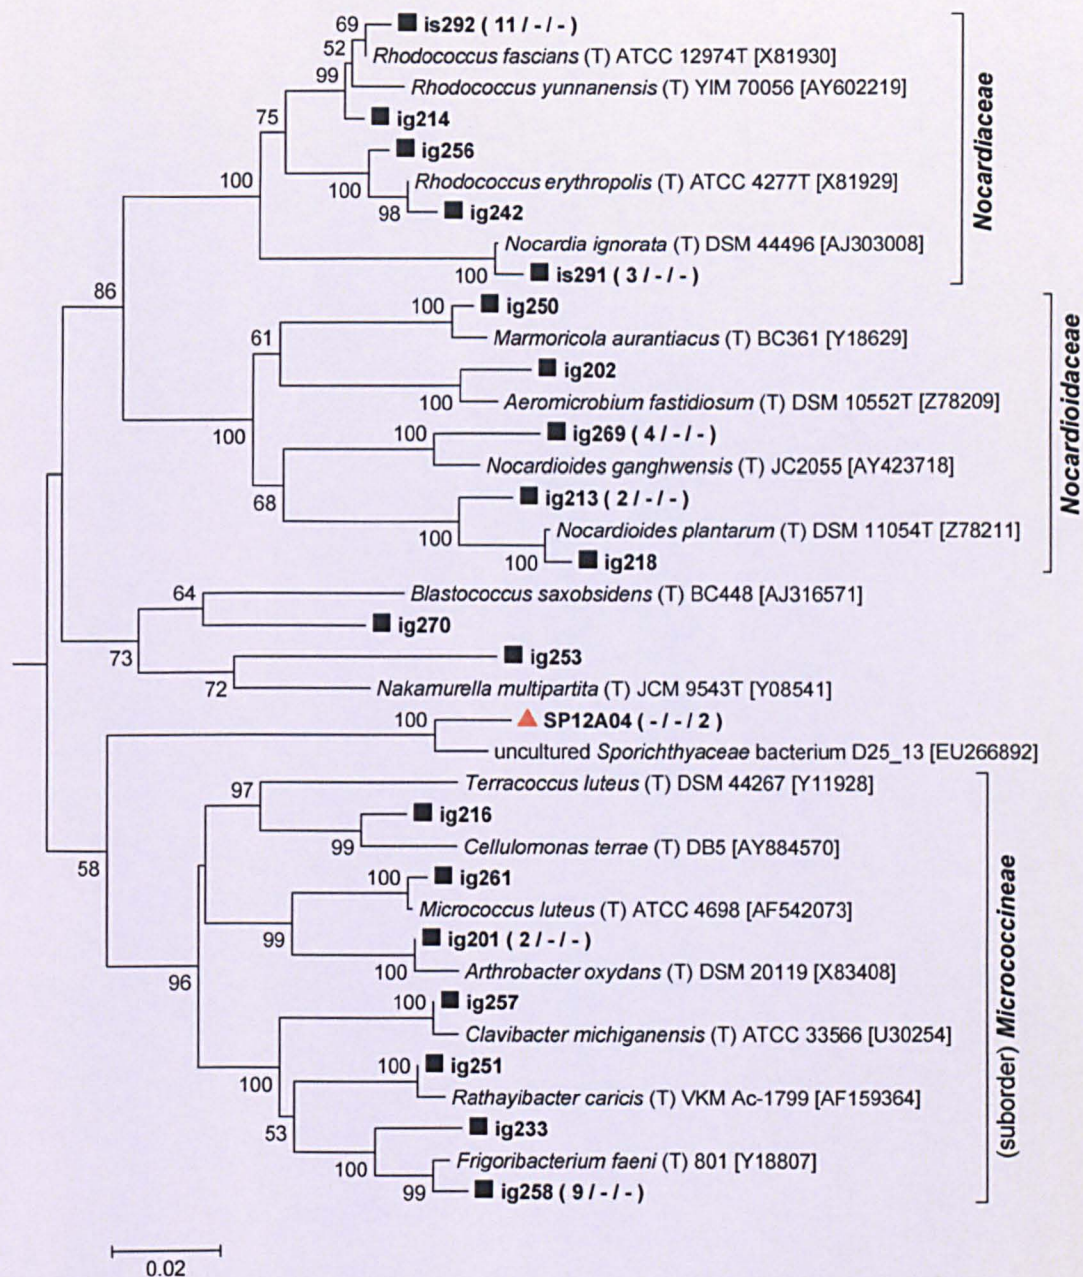 69
is292 ( 11 / - / - )
52
Rhodococcus fascians (T) ATCC 12974T [X81930]
99
Rhodococcus yunnanensis (T) YIM 70056 [AY602219]
75
ig214
ig256
100
Rhodococcus erythropolis (T) ATCC 4277T [X81929]
100
98
ig242
Nocardia ignorata (T) DSM 44496 [AJ303008]
100
is291 ( 3 / - / - )
Nocardiaceae
86
100
ig250
Marmoricola aurantiacus (T) BC361 [Y18629]
61
ig202
100
Aeromicrobium fastidiosum (T) DSM 10552T [Z78209]
100
100
ig269 ( 4 / - / - )
Nocardioides ganghwensis (T) JC2055 [AY423718]
68
ig213 ( 2 / - / - )
100
Nocardioides plantarum (T) DSM 11054T [Z78211]
100
ig218
Nocardioidaceae
64
Blastococcus saxobsidens (T) BC448 [AJ316571]
ig270
73
ig253
72
Nakamurella multipartita (T) JCM 9543T [Y08541]
100
SP12A04 ( - / - / 2 )
uncultured Sporichthyaceae bacterium D25_13 [EU266892]
97
Terracoccus luteus (T) DSM 44267 [Y11928]
ig216
99
Cellulomonas terrae (T) DB5 [AY884570]
58
100
ig261
Micrococcus luteus (T) ATCC 4698 [AF542073]
99
ig201 ( 2 / - / - )
100
Arthrobacter oxydans (T) DSM 20119 [X83408]
96
100
ig257
Clavibacter michiganensis (T) ATCC 33566 [U30254]
100
100
ig251
Rathayibacter caricis (T) VKM Ac-1799 [AF159364]
53
ig233
100
Frigoribacterium faeni (T) 801 [Y18807]
99
ig258 ( 9 / - / - )
(suborder) Micrococcineae
0.02